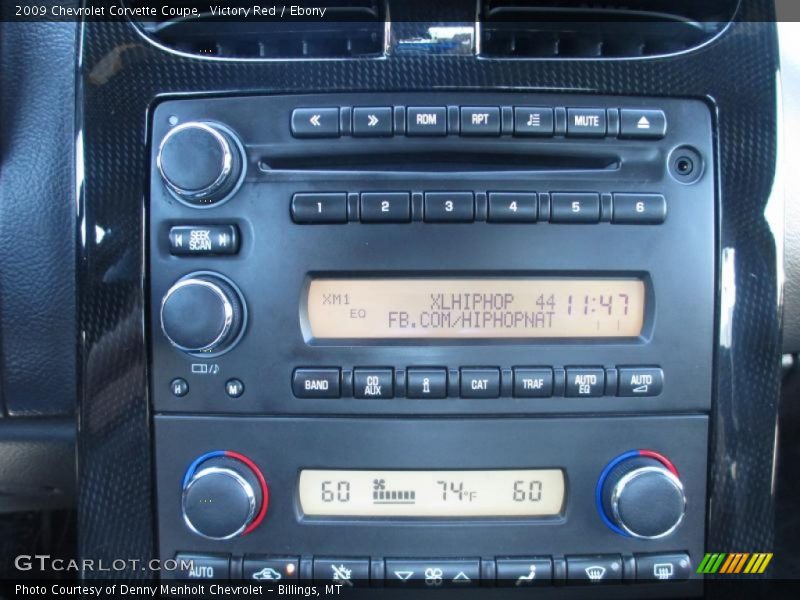 2009 Chevrolet Corvette Coupe, Victory Red / Ebony
RDM RPT MUTE
1 2 3 4 5 6
SEEK
SCAN
XM1 XLHIPHOP 44 11:47
EQ FB.COM/HIPHOPNAT
BAND CD AUX i CAT TRAF AUTO EQ AUTO
H M
60 74°F 60
AUTO
GTCARLOT.COM
Photo Courtesy of Denny Menholt Chevrolet - Billings, MT